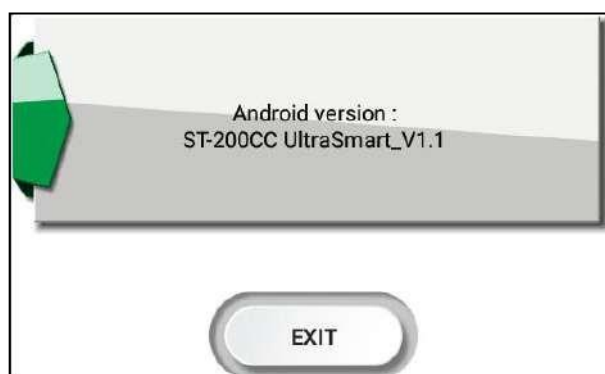 Android version :
ST-200CC UltraSmart_V1.1
EXIT